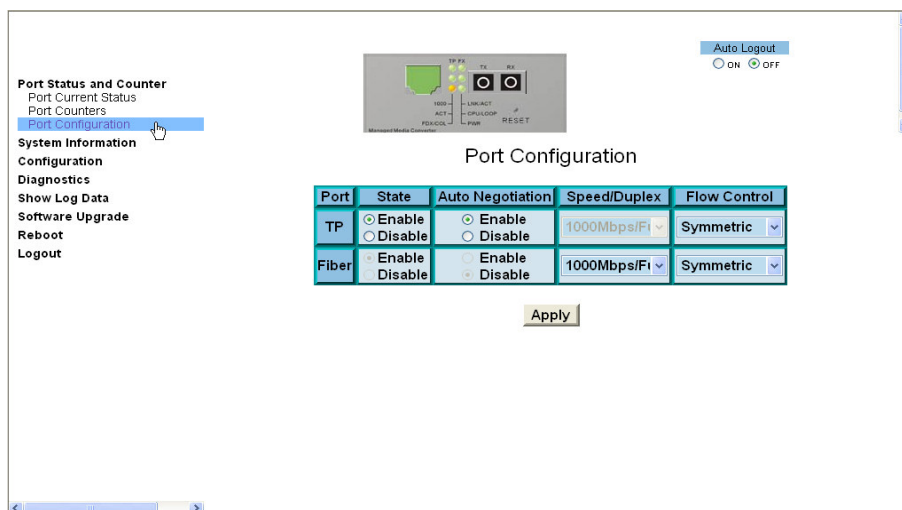 Auto Logout
ON OFF
TP FX TX RX
1000 LNK/ACT
ACT CPU/LOOP
FDX/COL PWR RESET
Managed Media Converter
Port Status and Counter
Port Current Status
Port Counters
Port Configuration
System Information
Configuration
Diagnostics
Show Log Data
Software Upgrade
Reboot
Logout
Port Configuration
Port State Auto Negotiation Speed/Duplex Flow Control
TP Enable Disable Enable Disable 1000Mbps/Fu Symmetric
Fiber Enable Disable Enable Disable 1000Mbps/Fu Symmetric
Apply